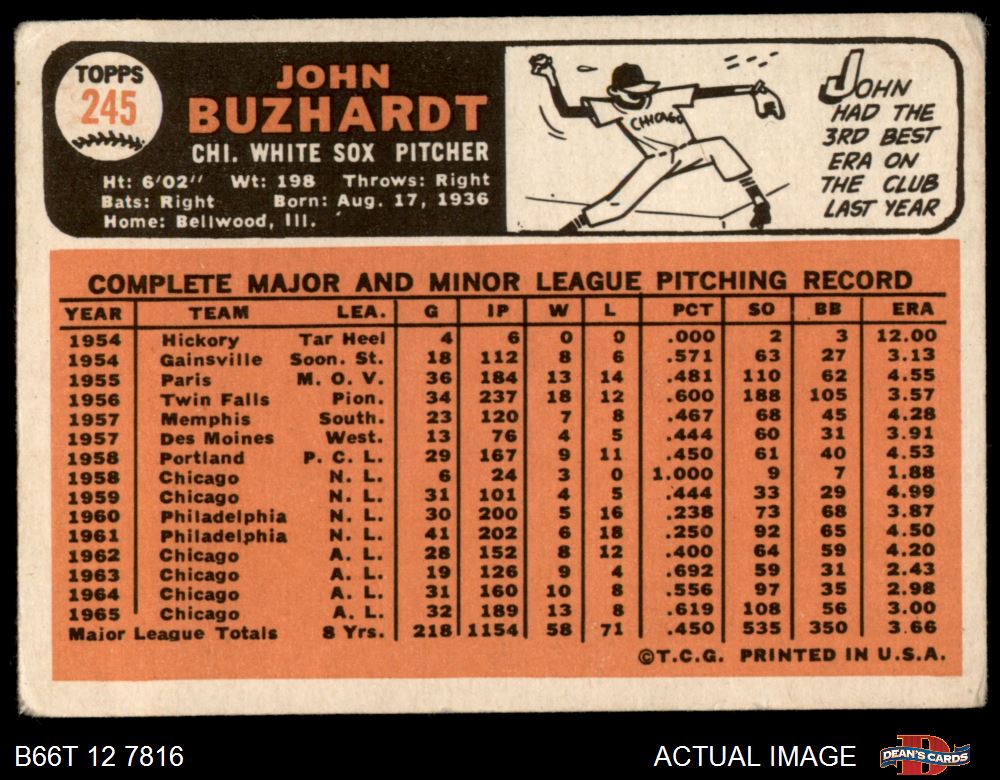 TOPPS
245
JOHN
BUZHARDT
CHI. WHITE SOX PITCHER
Ht: 6'02" Wt: 198 Throws: Right
Bats: Right Born: Aug. 17, 1936
Home: Bellwood, Ill.
CHICAGO
JOHN
HAD THE
3RD BEST
ERA ON
THE CLUB
LAST YEAR
COMPLETE MAJOR AND MINOR LEAGUE PITCHING RECORD
YEAR TEAM LEA. G IP W L PCT SO BB ERA
1954 Hickory Tar Heel 4 6 0 0 .000 2 3 12.00
1954 Gainsville Soon. St. 18 112 8 6 .571 63 27 3.13
1955 Paris M. O. V. 36 184 13 14 .481 110 62 4.55
1956 Twin Falls Pion. 34 237 18 12 .600 188 105 3.57
1957 Memphis South. 23 120 7 8 .467 68 45 4.28
1957 Des Moines West. 13 76 4 5 .444 60 31 3.91
1958 Portland P. C. L. 29 167 9 11 .450 61 40 4.53
1958 Chicago N. L. 6 24 3 0 1.000 9 7 1.88
1959 Chicago N. L. 31 101 4 5 .444 33 29 4.99
1960 Philadelphia N. L. 30 200 5 16 .238 73 68 3.87
1961 Philadelphia N. L. 41 202 6 18 .250 92 65 4.50
1962 Chicago A. L. 28 152 8 12 .400 64 59 4.20
1963 Chicago A. L. 19 126 9 4 .692 59 31 2.43
1964 Chicago A. L. 31 160 10 8 .556 97 35 2.98
1965 Chicago A. L. 32 189 13 8 .619 108 56 3.00
Major League Totals 8 Yrs. 218 1154 58 71 .450 535 350 3.66
©T.C.G. PRINTED IN U.S.A.
B66T 12 7816
ACTUAL IMAGE
D
DEAN'S CARDS